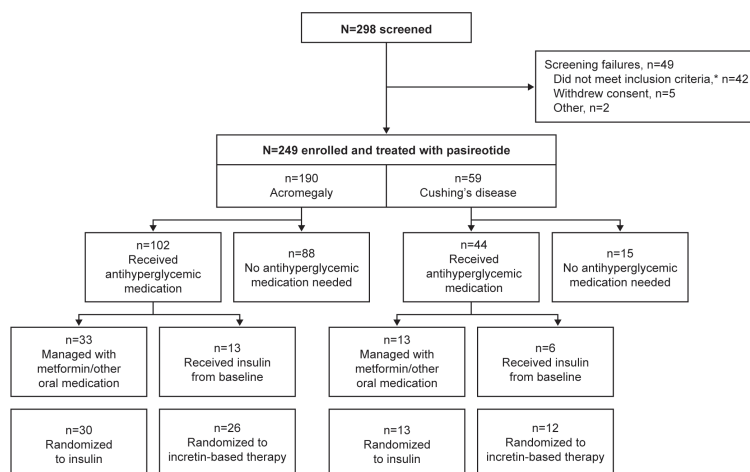 N=298 screened
Screening failures, n=49
Did not meet inclusion criteria,* n=42
Withdrew consent, n=5
Other, n=2
N=249 enrolled and treated with pasireotide
n=190
Acromegaly
n=59
Cushing's disease
n=102
Received
antihyperglycemic
medication
n=88
No antihyperglycemic
medication needed
n=44
Received
antihyperglycemic
medication
n=15
No antihyperglycemic
medication needed
n=33
Managed with
metformin/other
oral medication
n=13
Received insulin
from baseline
n=13
Managed with
metformin/other
oral medication
n=6
Received insulin
from baseline
n=30
Randomized
to insulin
n=26
Randomized to
incretin-based therapy
n=13
Randomized
to insulin
n=12
Randomized to
incretin-based therapy